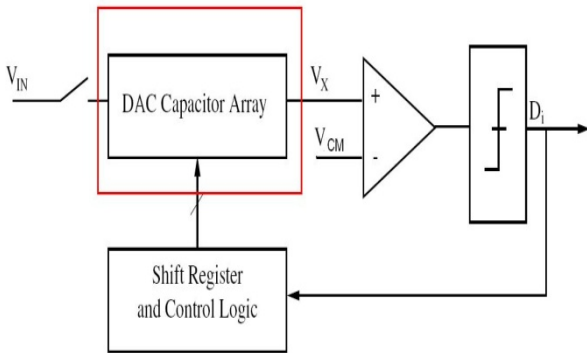 V_IN
DAC Capacitor Array
V_X
+
V_CM
-
D_i
Shift Register
and Control Logic